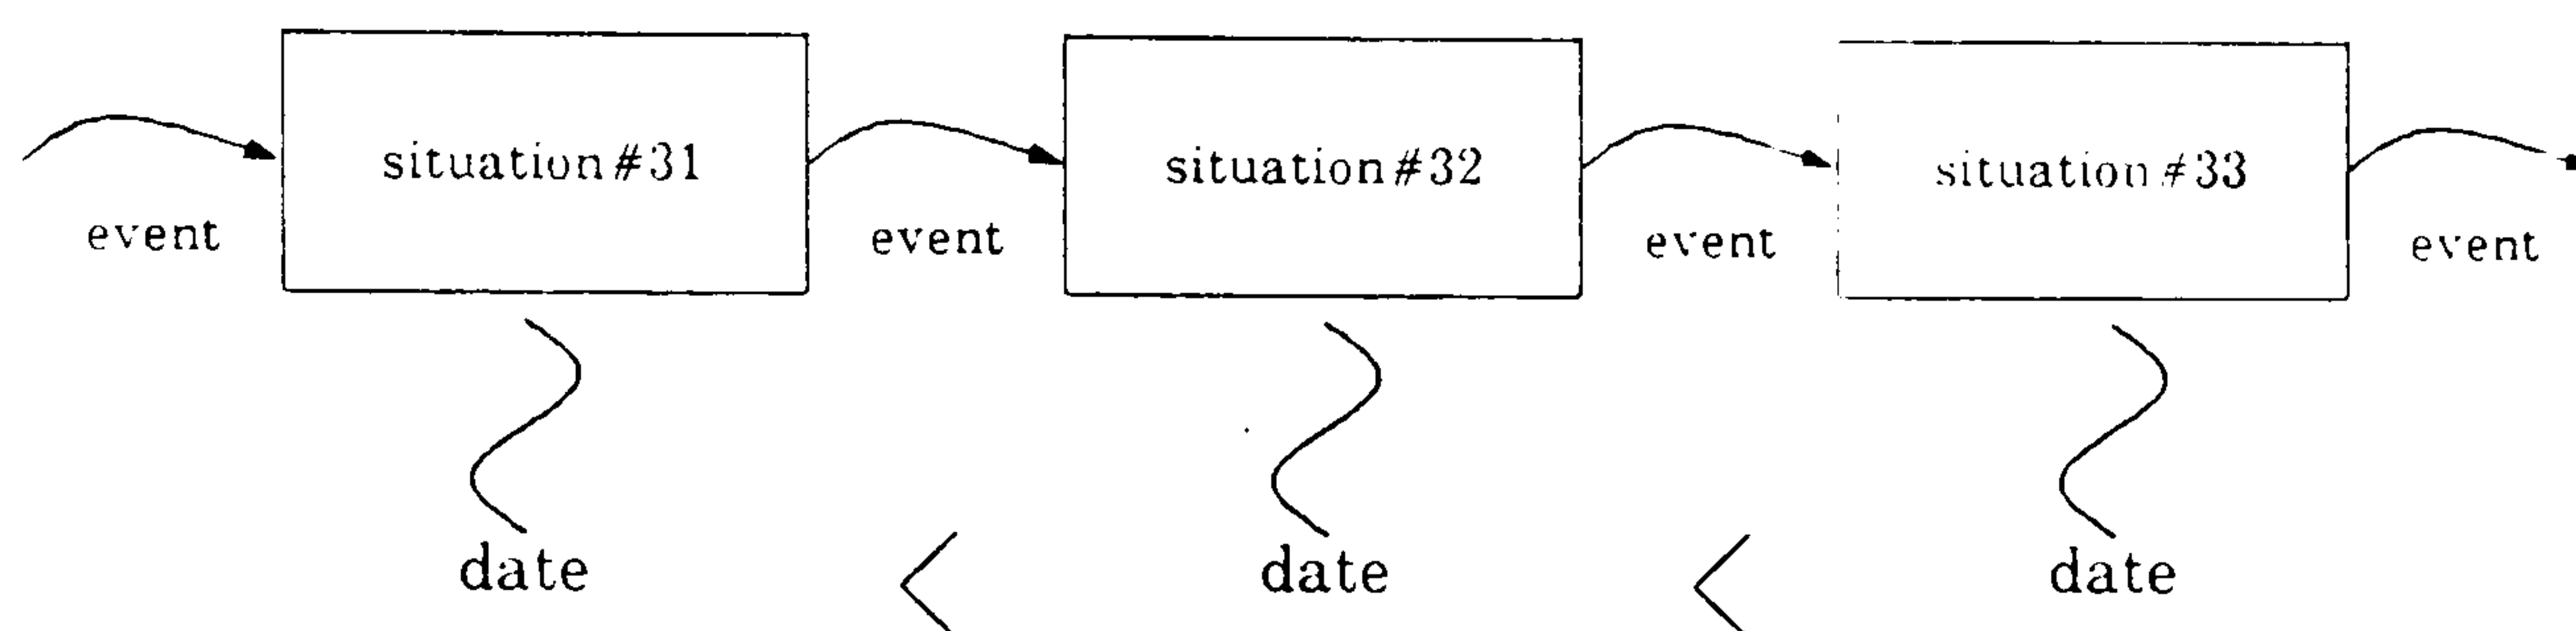 situation #31 situation #32 situation #33
event event event event
date < date < date